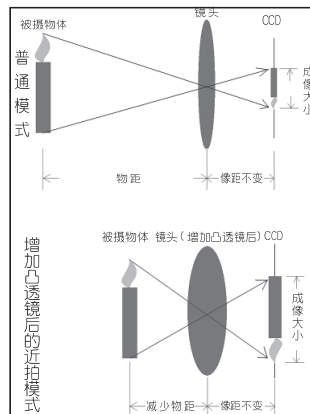 被摄物体
镜头
CCD
普通模式
成像大小
物距
像距不变
被摄物体
镜头(增加凸透镜后)
CCD
增加凸透镜后的近拍模式
成像大小
减少物距
像距不变